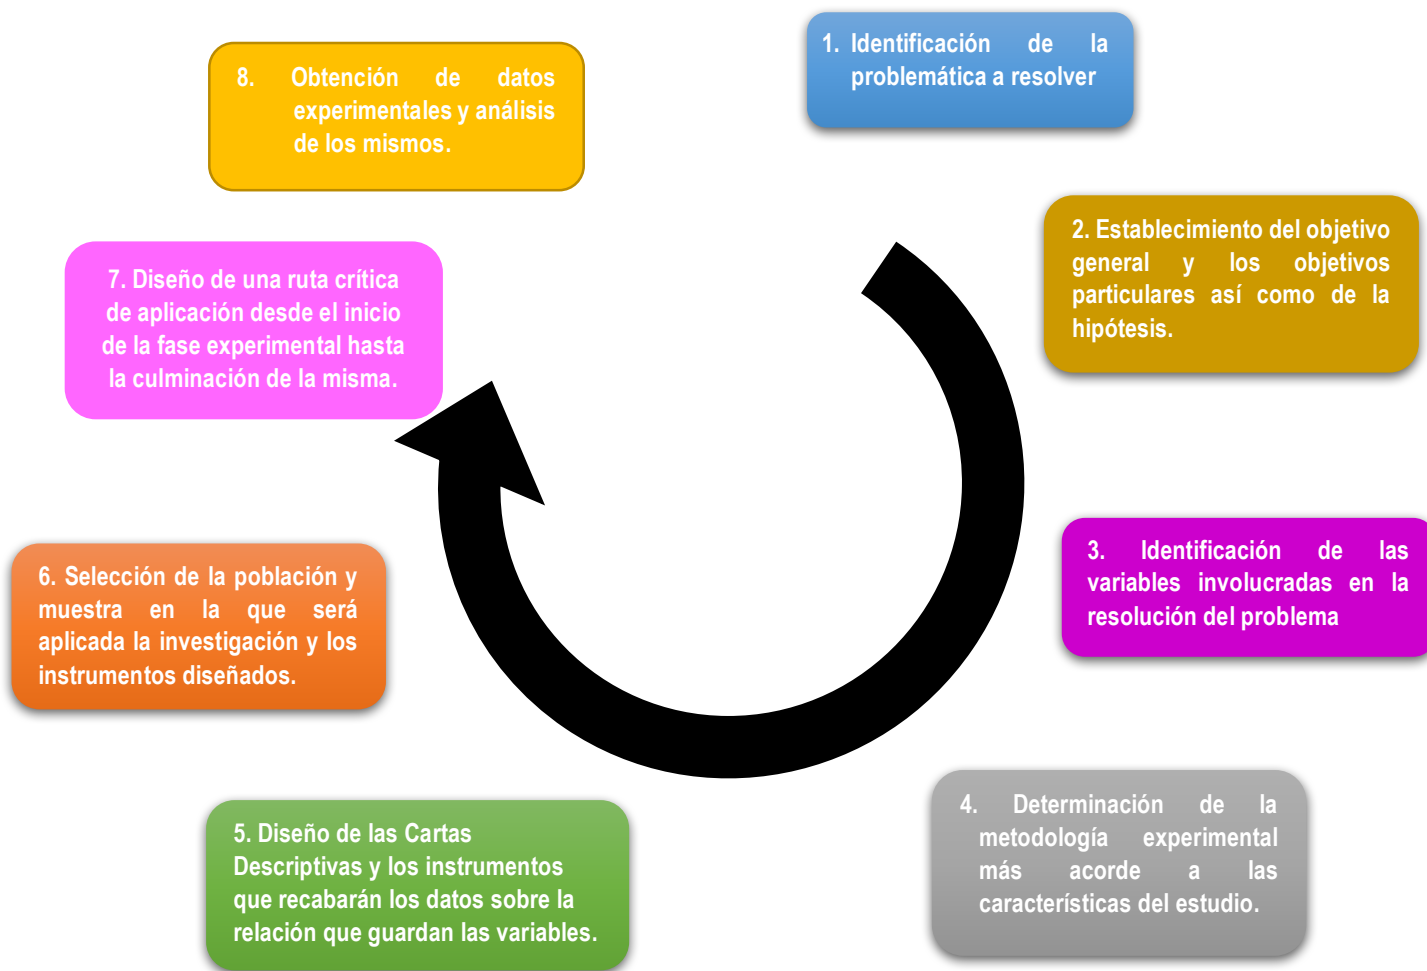 1. Identificación de la
problemática a resolver
2. Establecimiento del objetivo
general y los objetivos
particulares así como de la
hipótesis.
3. Identificación de las
variables involucradas en la
resolución del problema
4. Determinación de la
metodología experimental
más acorde a las
características del estudio.
5. Diseño de las Cartas
Descriptivas y los instrumentos
que recabarán los datos sobre la
relación que guardan las variables.
6. Selección de la población y
muestra en la que será
aplicada la investigación y los
instrumentos diseñados.
7. Diseño de una ruta crítica
de aplicación desde el inicio
de la fase experimental hasta
la culminación de la misma.
8. Obtención de datos
experimentales y análisis
de los mismos.